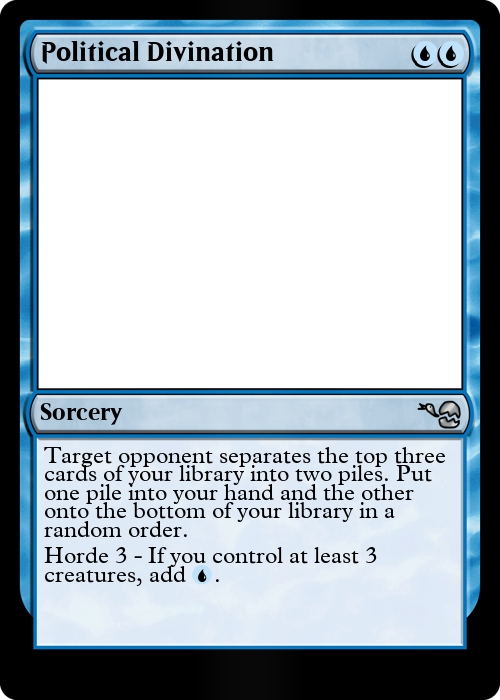 Political Divination
Sorcery
Target opponent separates the top three
cards of your library into two piles. Put
one pile into your hand and the other
onto the bottom of your library in a
random order.
Horde 3 - If you control at least 3
creatures, add .